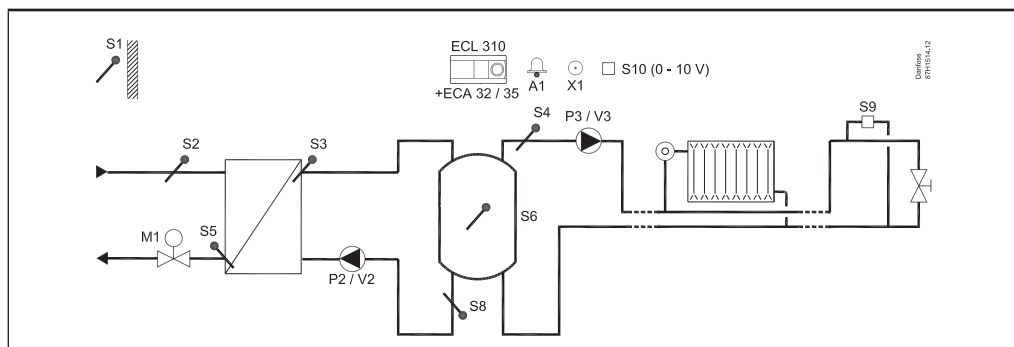 S1
ECL 310
+ECA 32 / 35
A1
X1
S10 (0 - 10 V)
Danfoss
87H1514.12
S2
S3
S4
P3 / V3
S9
S6
M1
S5
P2 / V2
S8